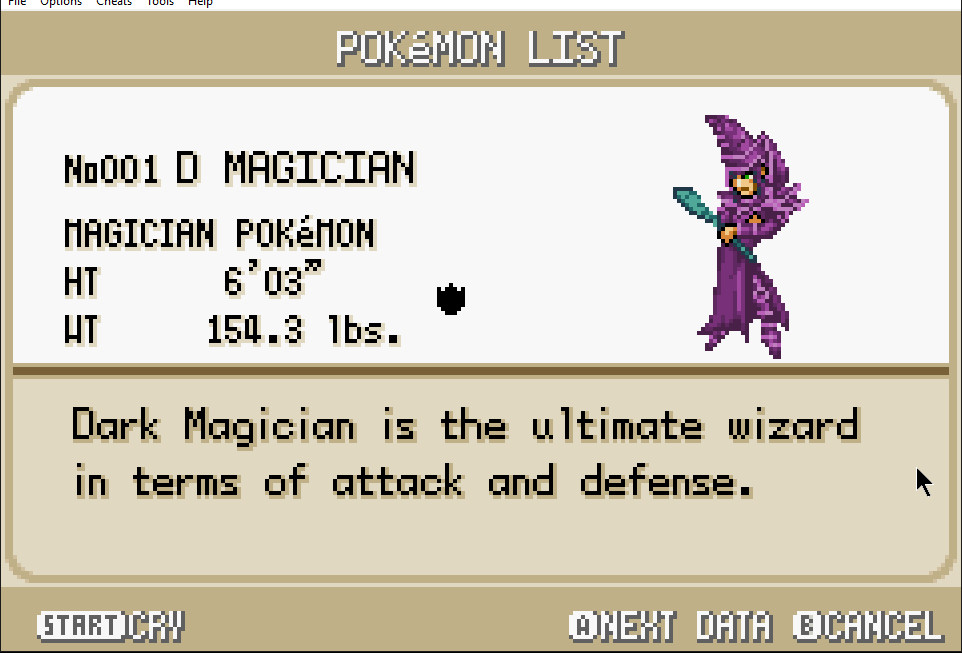 File Options Cheats Tools Help
POKéMON LIST
No001 D MAGICIAN
MAGICIAN POKéMON
HT 6'03"
WT 154.3 lbs.
Dark Magician is the ultimate wizard
in terms of attack and defense.
START CRY A NEXT DATA B CANCEL